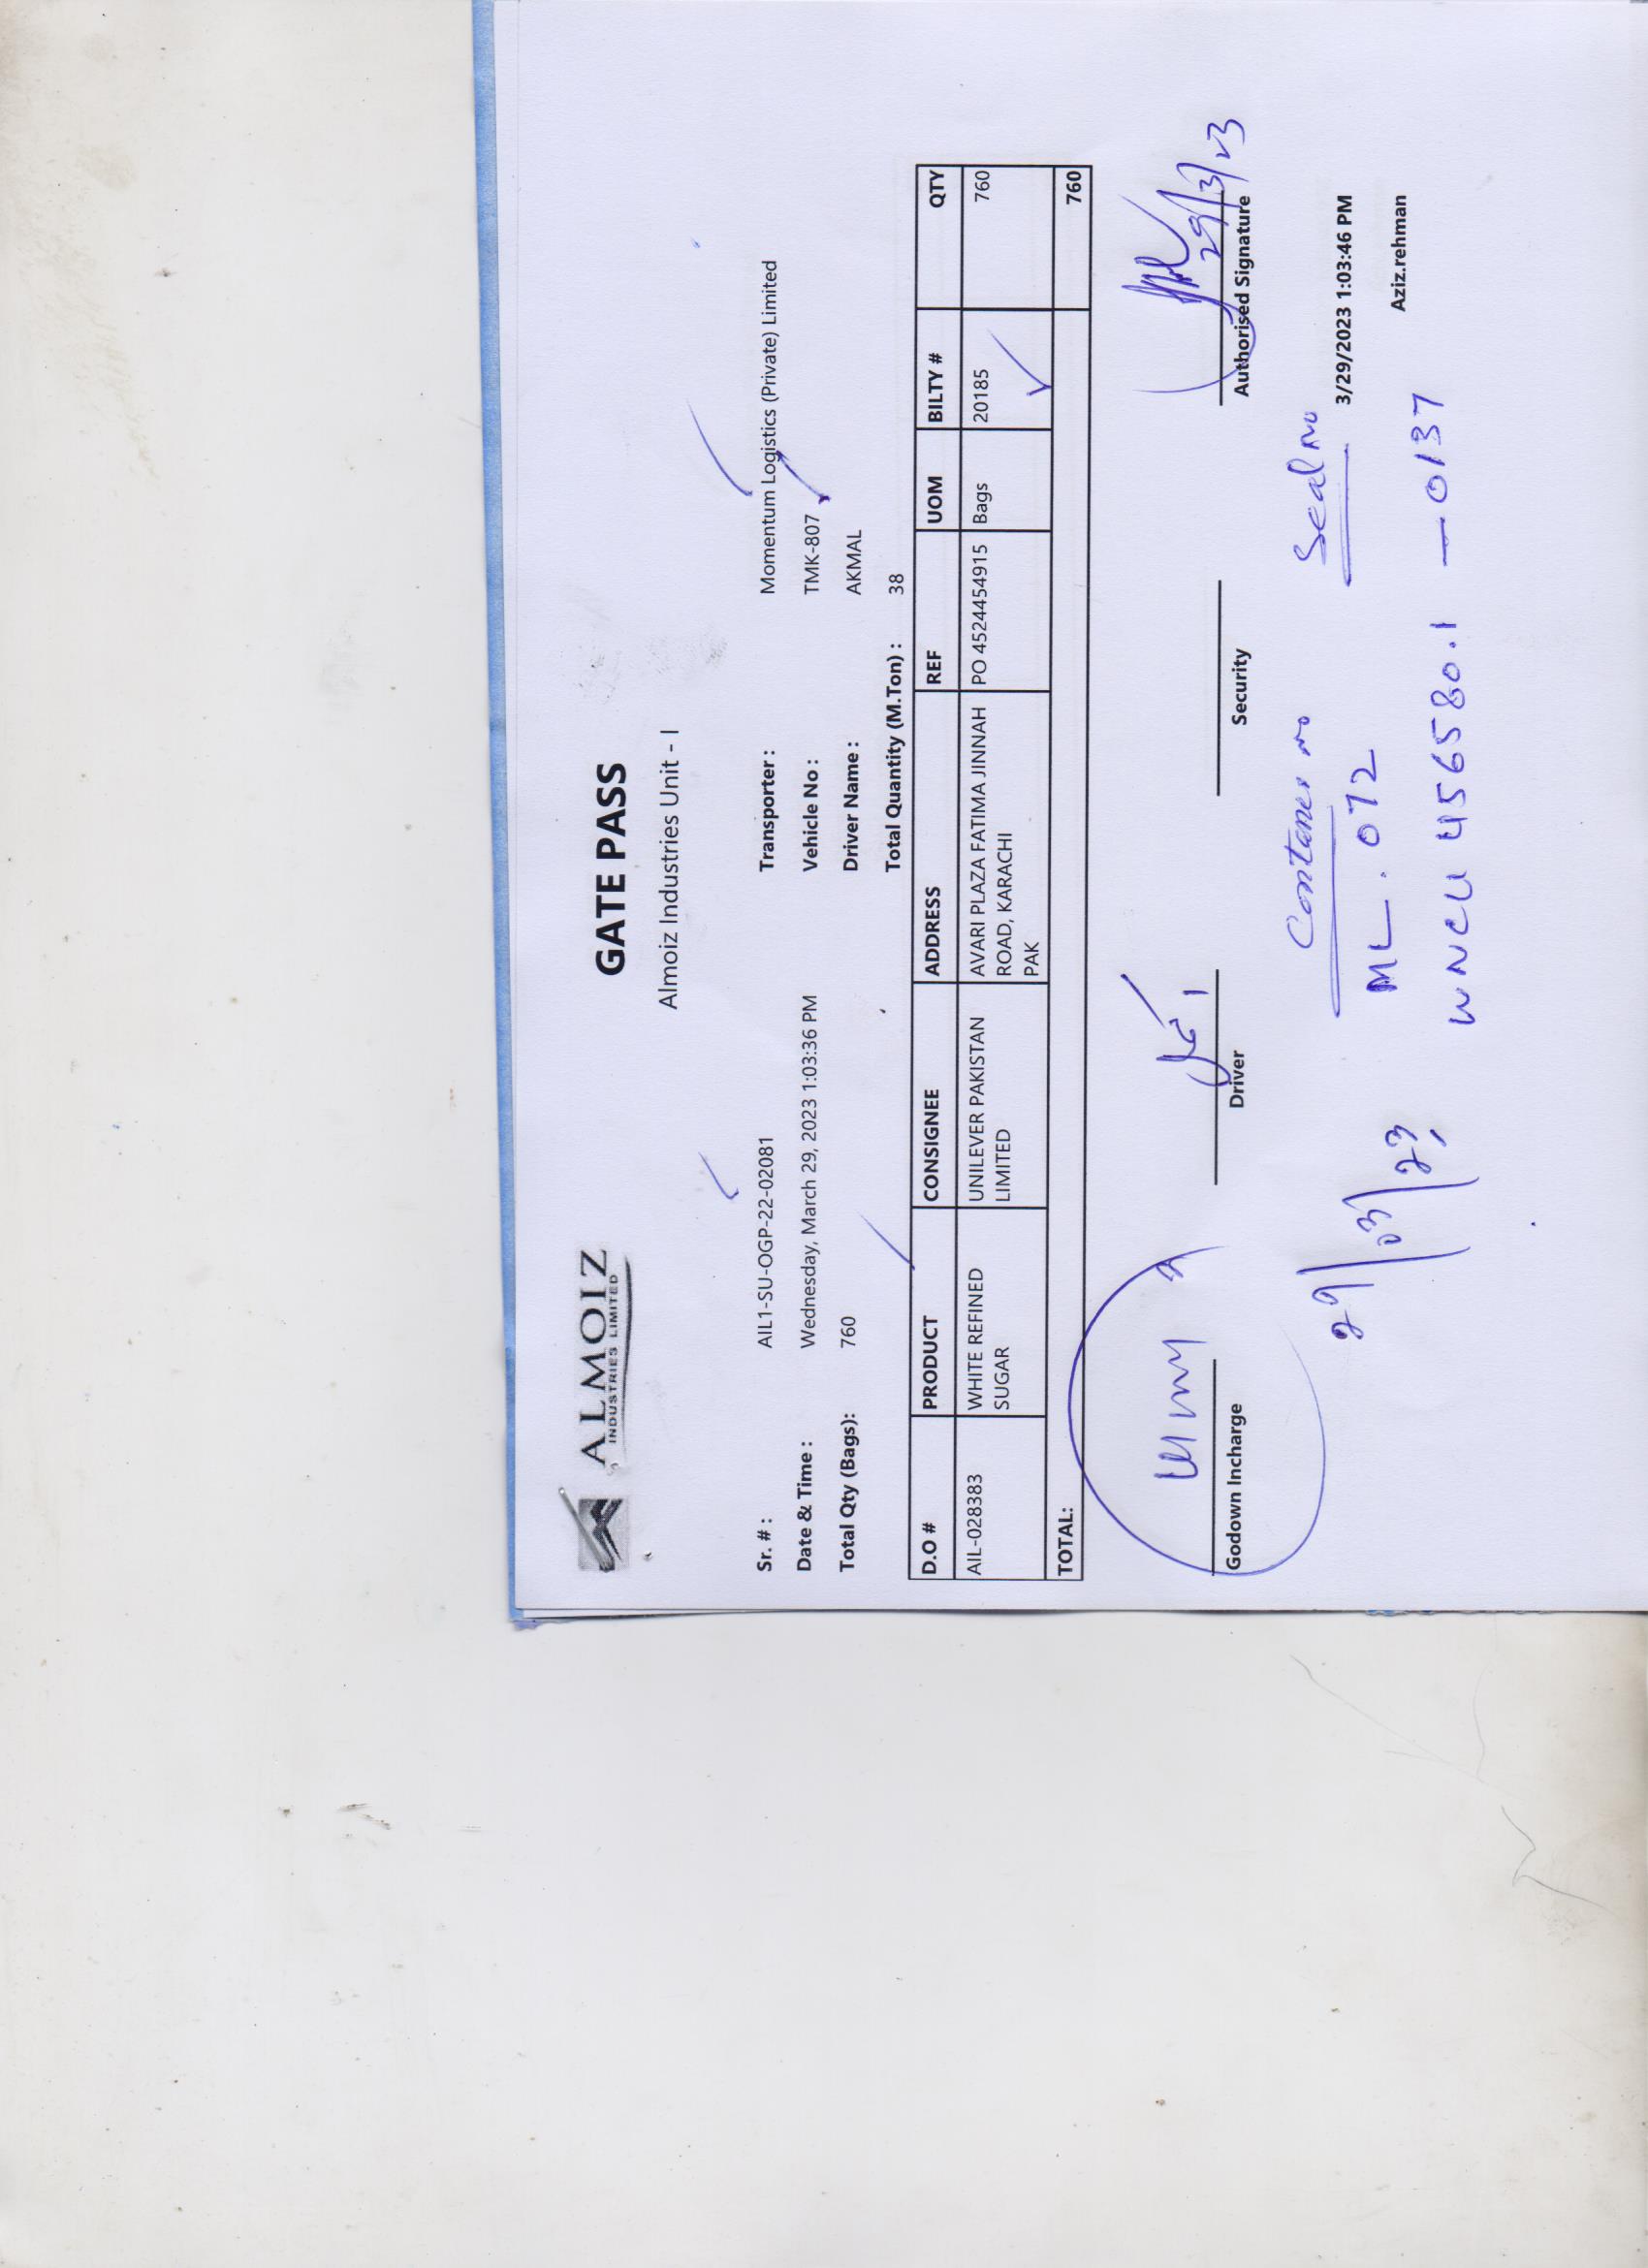 ALMOIZ
INDUSTRIES LIMITED
GATE PASS
Almoiz Industries Unit - I
Sr. # : AIL1-SU-OGP-22-02081 Transporter : Momentum Logistics (Private) Limited
Date & Time : Wednesday, March 29, 2023 1:03:36 PM Vehicle No : TMK-807
Total Qty (Bags): 760 Driver Name : AKMAL
Total Quantity (M.Ton) : 38
D.O # PRODUCT CONSIGNEE ADDRESS REF UOM BILTY # QTY
AIL-028383 WHITE REFINED UNILEVER PAKISTAN AVARI PLAZA FATIMA JINNAH PO 4524454915 Bags 20185 760
SUGAR LIMITED ROAD, KARACHI
PAK
TOTAL: 760
29/3/23
Godown Incharge Driver Security Authorised Signature
Container no Seal no
3/29/2023 1:03:46 PM
29/03/23
ML. 072
Aziz.rehman
WNCU 456580.1 — 0137